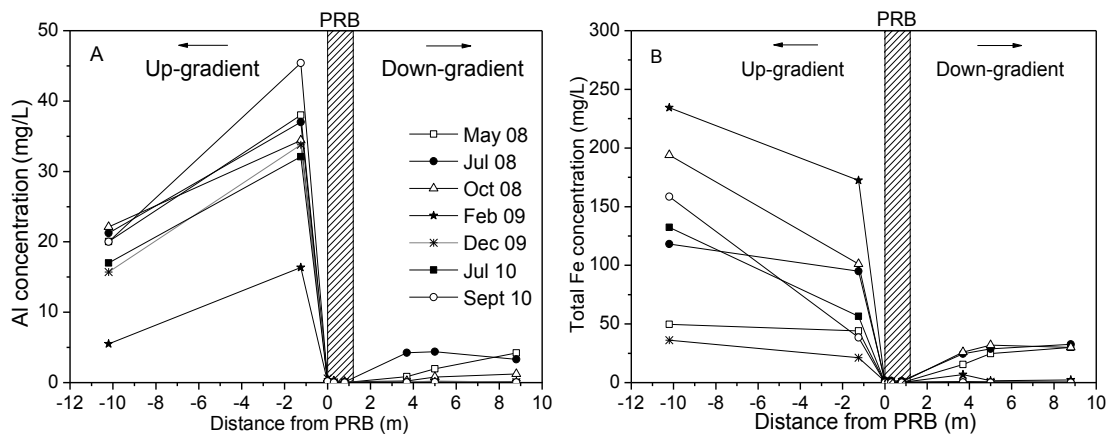 PRB
A
Up-gradient
Down-gradient
May 08
Jul 08
Oct 08
Feb 09
Dec 09
Jul 10
Sept 10
50
40
30
20
10
0
Al concentration (mg/L)
-12 -10 -8 -6 -4 -2 0 2 4 6 8 10
Distance from PRB (m)
PRB
B
Up-gradient
Down-gradient
300
250
200
150
100
50
0
Total Fe concentration (mg/L)
-12 -10 -8 -6 -4 -2 0 2 4 6 8 10
Distance from PRB (m)